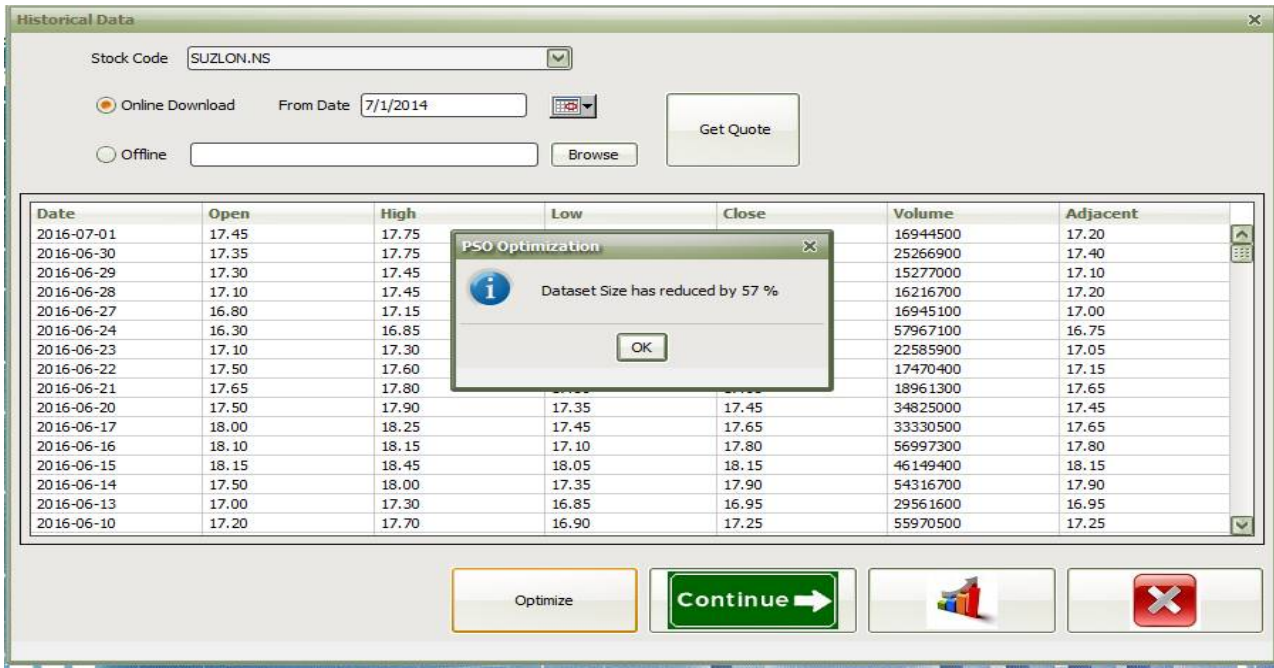 Historical Data
Stock Code SUZLON.NS
Online Download From Date 7/1/2014
Get Quote
Offline Browse
Date Open High Low Close Volume Adjacent
2016-07-01 17.45 17.75 16944500 17.20
2016-06-30 17.35 17.75 25266900 17.40
2016-06-29 17.30 17.45 15277000 17.10
2016-06-28 17.10 17.45 16216700 17.20
2016-06-27 16.80 17.15 16945100 17.00
2016-06-24 16.30 16.85 57967100 16.75
2016-06-23 17.10 17.30 22585900 17.05
2016-06-22 17.50 17.60 17470400 17.15
2016-06-21 17.65 17.80 18961300 17.65
2016-06-20 17.50 17.90 17.35 17.45 34825000 17.45
2016-06-17 18.00 18.25 17.45 17.65 33330500 17.65
2016-06-16 18.10 18.15 17.10 17.80 56997300 17.80
2016-06-15 18.15 18.45 18.05 18.15 46149400 18.15
2016-06-14 17.50 18.00 17.35 17.90 54316700 17.90
2016-06-13 17.00 17.30 16.85 16.95 29561600 16.95
2016-06-10 17.20 17.70 16.90 17.25 55970500 17.25
PSO Optimization
Dataset Size has reduced by 57 %
OK
Optimize Continue